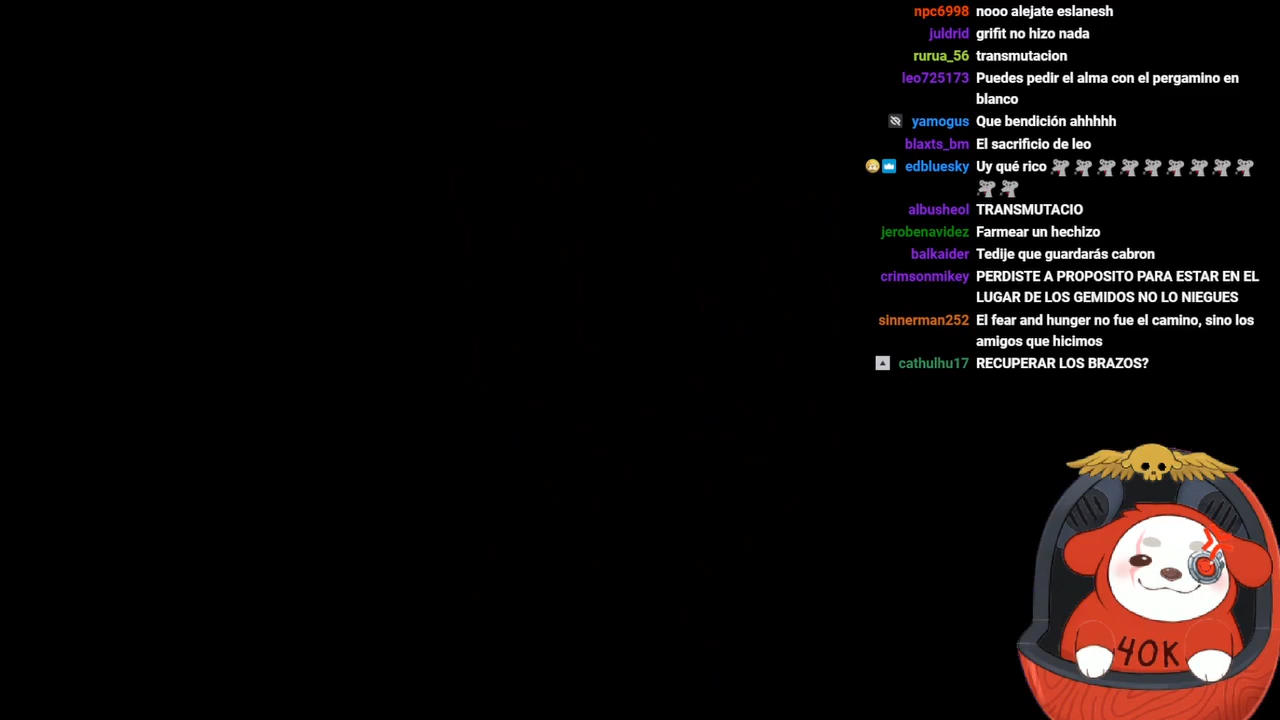 npc6998 nooo alejate eslanesh
juldrid grifit no hizo nada
rurua_56 transmutacion
leo725173 Puedes pedir el alma con el pergamino en
blanco
yamogus Que bendición ahhhhh
blaxts_bm El sacrificio de leo
edbluesky Uy qué rico
albusheol TRANSMUTACIO
jerobenavidez Farmear un hechizo
balkaider Tedije que guardarás cabron
crimsonmikey PERDISTE A PROPOSITO PARA ESTAR EN EL
LUGAR DE LOS GEMIDOS NO LO NIEGUES
sinnerman252 El fear and hunger no fue el camino, sino los
amigos que hicimos
cathulhu17 RECUPERAR LOS BRAZOS?
40K